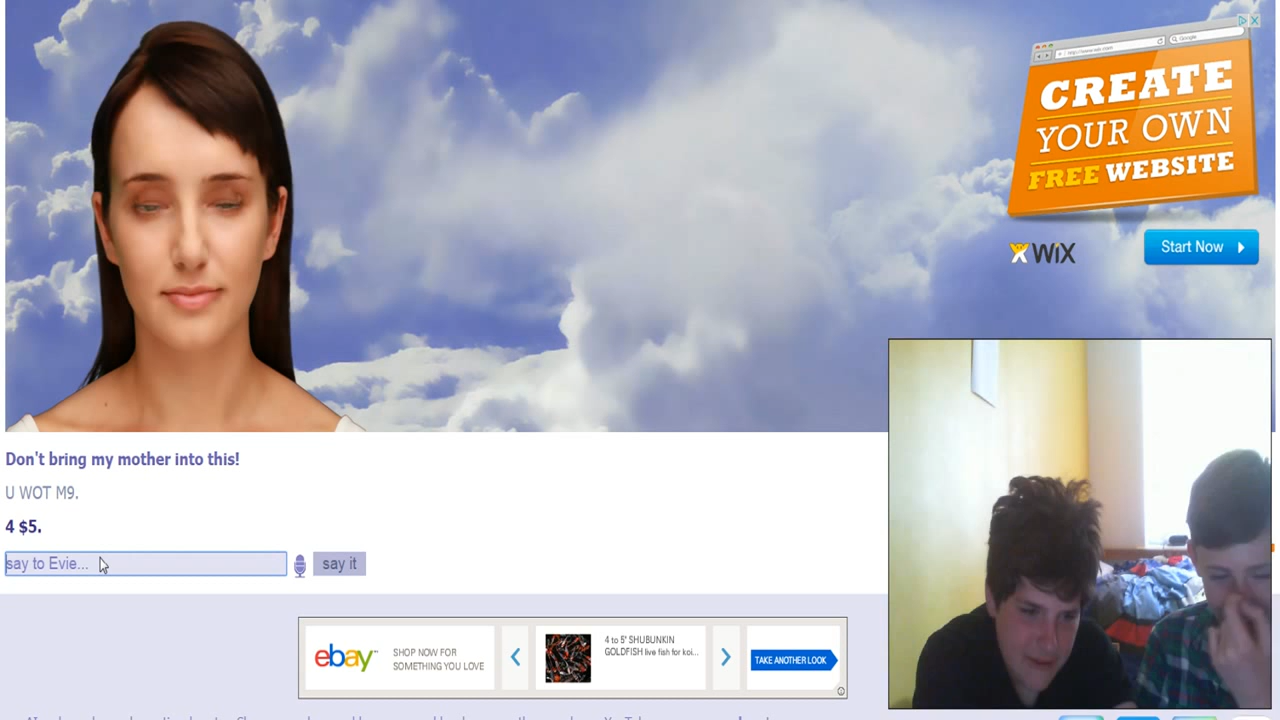 CREATE
YOUR OWN
FREE WEBSITE
Google
WiX
Start Now
Don't bring my mother into this!
U WOT M9.
4 $5.
say to Evie...
say it
ebay
SHOP NOW FOR
SOMETHING YOU LOVE
4 to 5" SHUBUNKIN
GOLDFISH live fish for koi...
TAKE ANOTHER LOOK